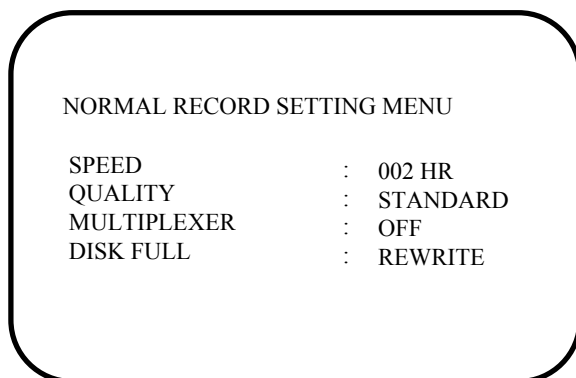 NORMAL RECORD SETTING MENU
SPEED : 002 HR
QUALITY : STANDARD
MULTIPLEXER : OFF
DISK FULL : REWRITE